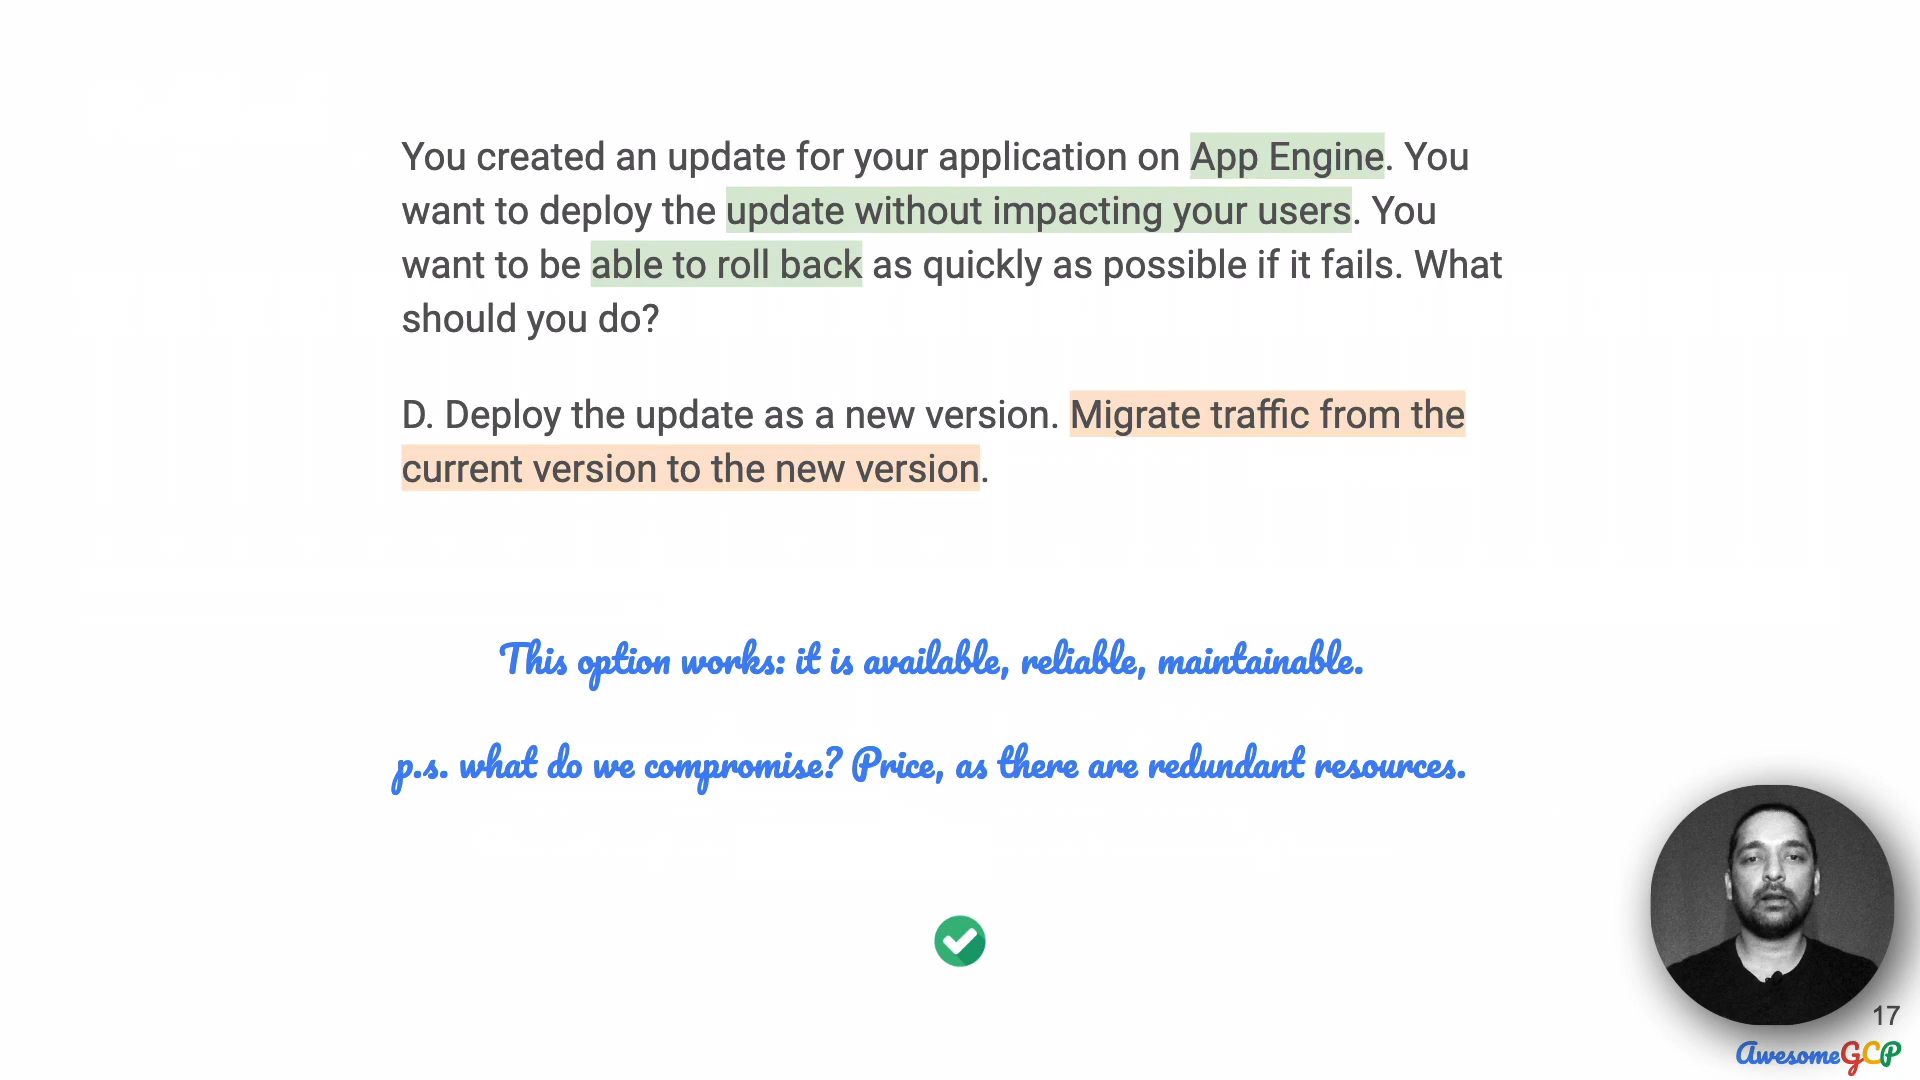 You created an update for your application on App Engine. You
want to deploy the update without impacting your users. You
want to be able to roll back as quickly as possible if it fails. What
should you do?
D. Deploy the update as a new version. Migrate traffic from the
current version to the new version.
This option works: it is available, reliable, maintainable.
p.s. what do we compromise? Price, as there are redundant resources.
17
AwesomeGCP